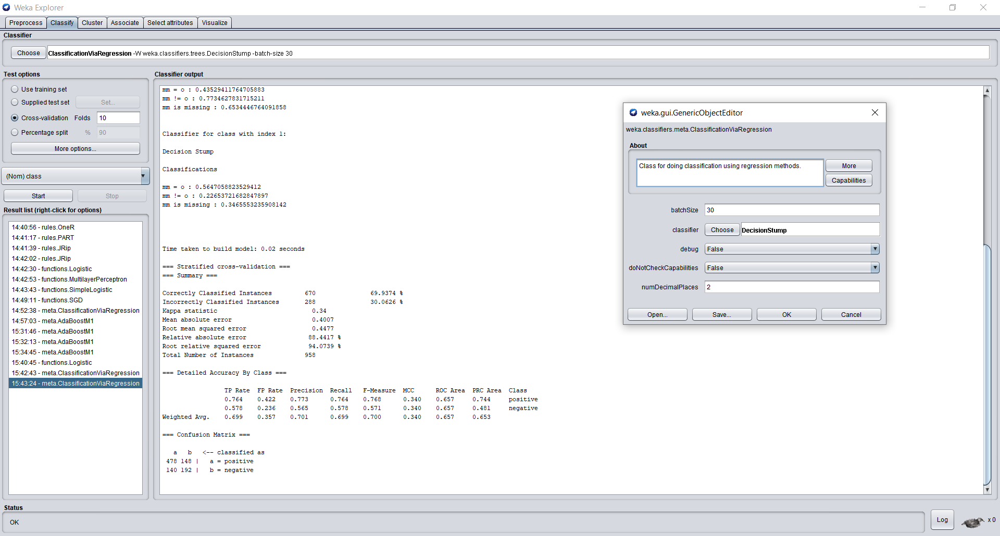 Weka Explorer
Preprocess Classify Cluster Associate Select attributes Visualize
Classifier
Choose ClassificationViaRegression -W weka.classifiers.trees.DecisionStump -batch-size 30
Test options
Use training set
Supplied test set Set...
Cross-validation Folds 10
Percentage split % 90
More options...
(Nom) class
Start Stop
Result list (right-click for options)
14:40:56 - rules.OneR
14:41:17 - rules.PART
14:41:39 - rules.JRip
14:42:02 - rules.JRip
14:42:30 - functions.Logistic
14:42:53 - functions.MultilayerPerceptron
14:43:43 - functions.SimpleLogistic
14:49:11 - functions.SGD
14:52:38 - meta.ClassificationViaRegression
14:57:03 - meta.AdaBoostM1
15:31:46 - meta.AdaBoostM1
15:32:13 - meta.AdaBoostM1
15:34:45 - meta.AdaBoostM1
15:40:45 - functions.Logistic
15:42:43 - meta.ClassificationViaRegression
15:43:24 - meta.ClassificationViaRegression
Classifier output
mm = o : 0.43529411764705883
mm != o : 0.7734627831715211
mm is missing : 0.6534446764091858
Classifier for class with index 1:
Decision Stump
Classifications
mm = o : 0.5647058823529412
mm != o : 0.22653721682847897
mm is missing : 0.3465553235908142
Time taken to build model: 0.02 seconds
=== Stratified cross-validation ===
=== Summary ===
Correctly Classified Instances 670 69.9374 %
Incorrectly Classified Instances 288 30.0626 %
Kappa statistic 0.34
Mean absolute error 0.4007
Root mean squared error 0.4477
Relative absolute error 88.4417 %
Root relative squared error 94.0739 %
Total Number of Instances 958
=== Detailed Accuracy By Class ===
TP Rate FP Rate Precision Recall F-Measure MCC ROC Area PRC Area Class
0.764 0.422 0.773 0.764 0.768 0.340 0.657 0.744 positive
0.578 0.236 0.565 0.578 0.571 0.340 0.657 0.481 negative
Weighted Avg. 0.699 0.357 0.701 0.699 0.700 0.340 0.657 0.653
=== Confusion Matrix ===
a b <-- classified as
478 148 | a = positive
140 192 | b = negative
weka.gui.GenericObjectEditor
weka.classifiers.meta.ClassificationViaRegression
About
Class for doing classification using regression methods.
More
Capabilities
batchSize 30
classifier Choose DecisionStump
debug False
doNotCheckCapabilities False
numDecimalPlaces 2
Open... Save... OK Cancel
Status
OK
Log x 0